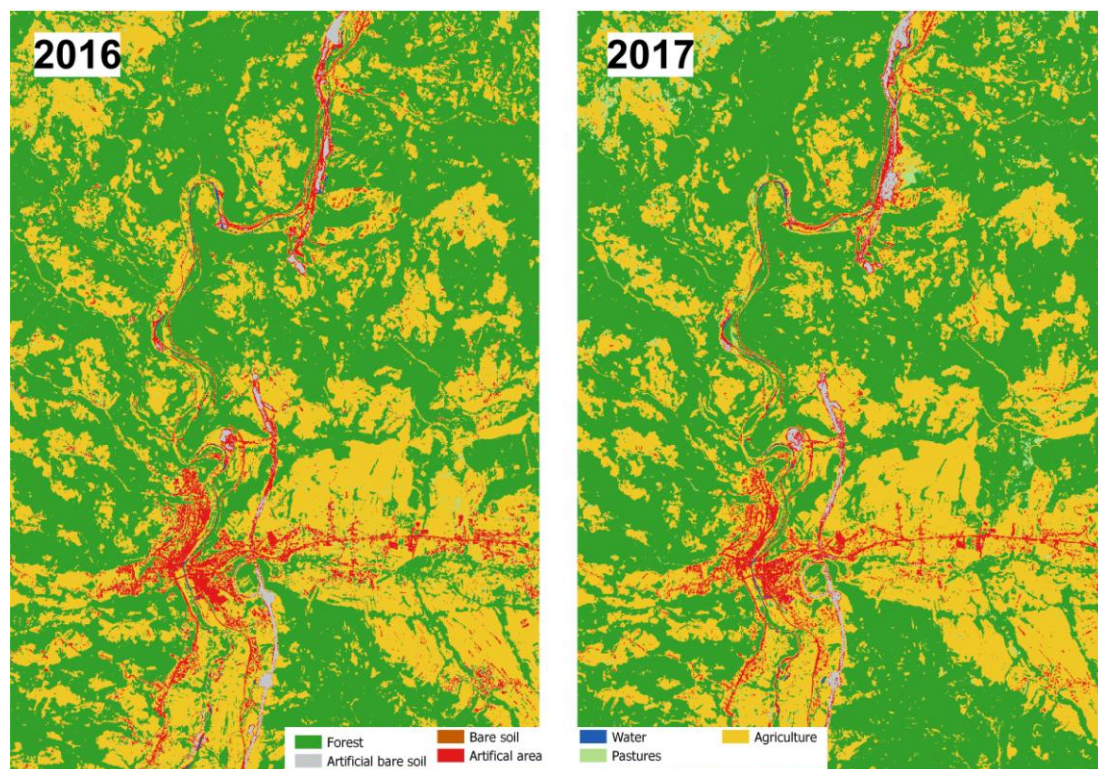 2016
2017
Forest
Artificial bare soil
Bare soil
Artifical area
Water
Pastures
Agriculture